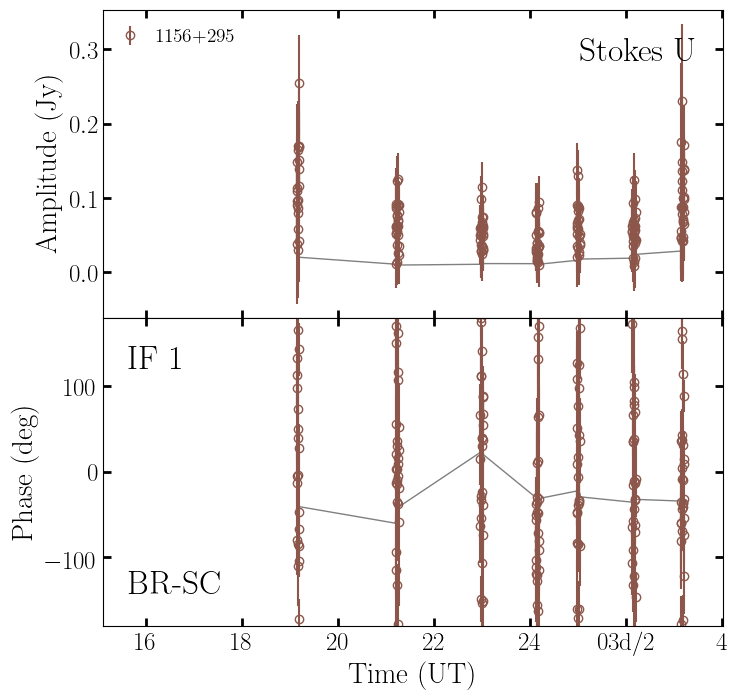 1156+295
Stokes U
0.3
0.2
0.1
0.0
Amplitude (Jy)
IF 1
100
0
−100
Phase (deg)
BR-SC
16 18 20 22 24 03d/2 4
Time (UT)